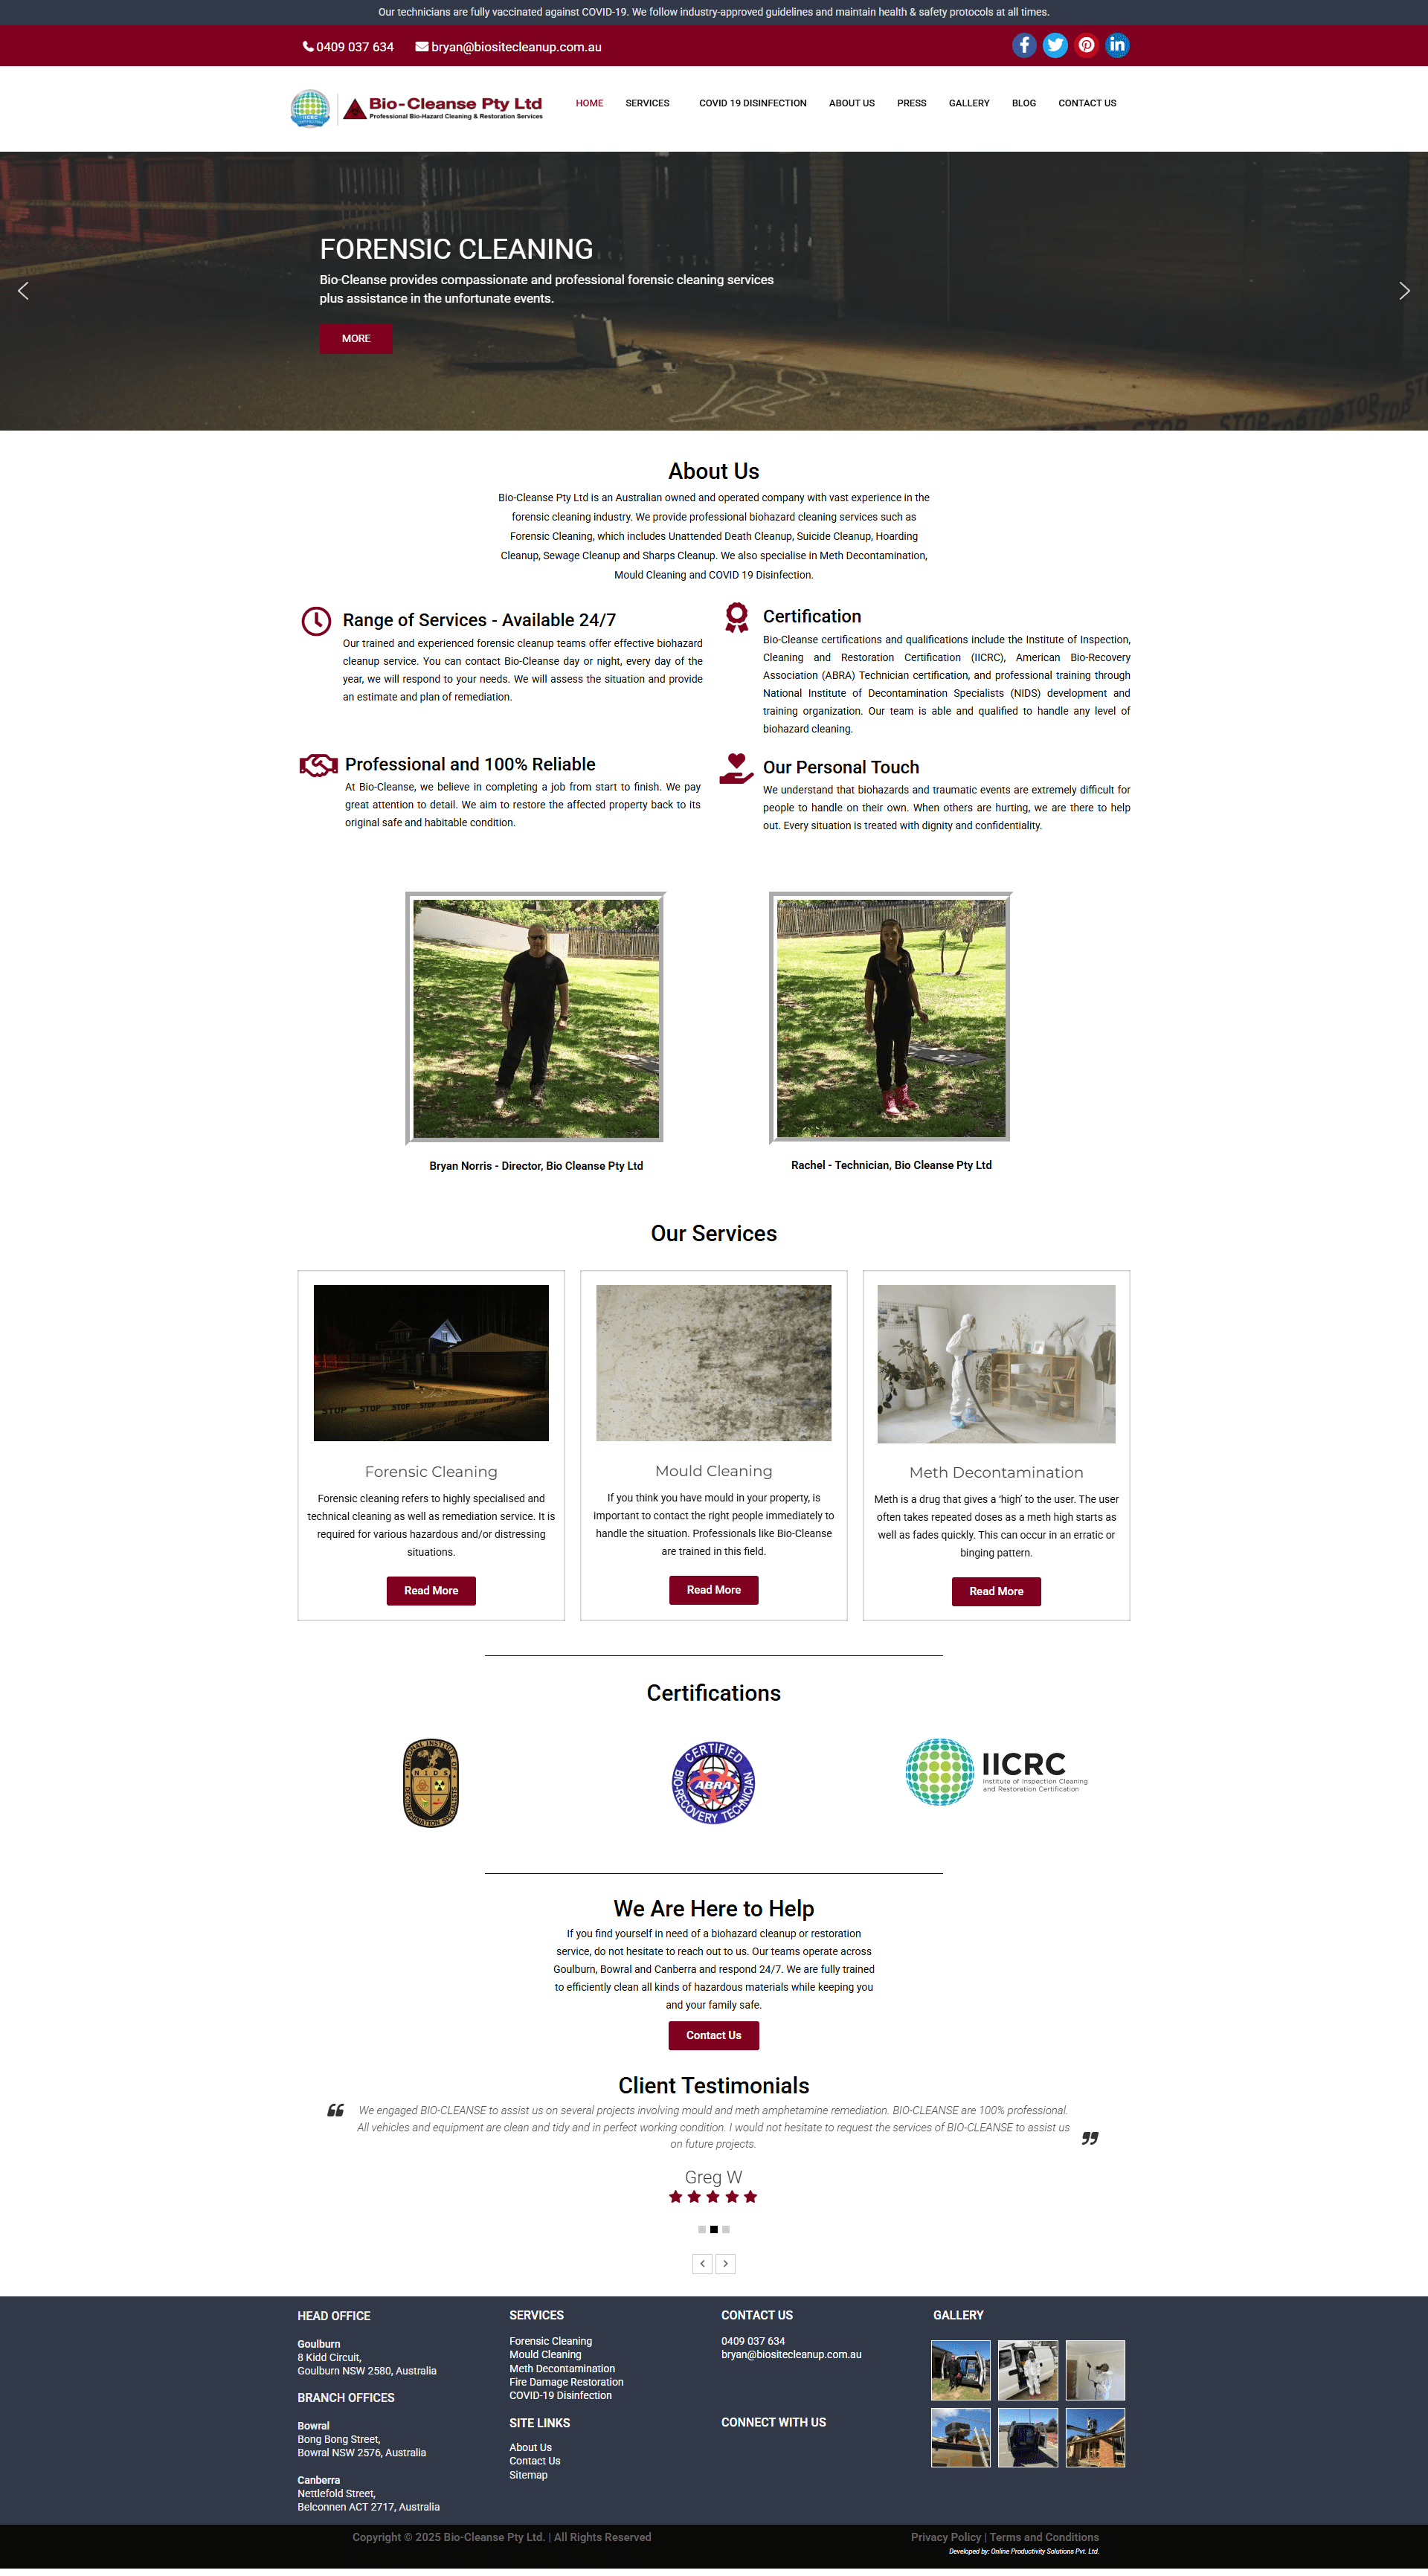 Our technicians are fully vaccinated against COVID-19. We follow industry-approved guidelines and maintain health & safety protocols at all times.
0409 037 634 bryan@biositecleanup.com.au
IICRC
Bio-Cleanse Pty Ltd
Professional Bio-Hazard Cleaning & Restoration Services
HOME SERVICES COVID 19 DISINFECTION ABOUT US PRESS GALLERY BLOG CONTACT US
FORENSIC CLEANING
Bio-Cleanse provides compassionate and professional forensic cleaning services
plus assistance in the unfortunate events.
MORE
STOP STOP STOP STOP STOP
About Us
Bio-Cleanse Pty Ltd is an Australian owned and operated company with vast experience in the
forensic cleaning industry. We provide professional biohazard cleaning services such as
Forensic Cleaning, which includes Unattended Death Cleanup, Suicide Cleanup, Hoarding
Cleanup, Sewage Cleanup and Sharps Cleanup. We also specialise in Meth Decontamination,
Mould Cleaning and COVID 19 Disinfection.
Range of Services - Available 24/7
Our trained and experienced forensic cleanup teams offer effective biohazard
cleanup service. You can contact Bio-Cleanse day or night, every day of the
year, we will respond to your needs. We will assess the situation and provide
an estimate and plan of remediation.
Certification
Bio-Cleanse certifications and qualifications include the Institute of Inspection,
Cleaning and Restoration Certification (IICRC), American Bio-Recovery
Association (ABRA) Technician certification, and professional training through
National Institute of Decontamination Specialists (NIDS) development and
training organization. Our team is able and qualified to handle any level of
biohazard cleaning.
Professional and 100% Reliable
At Bio-Cleanse, we believe in completing a job from start to finish. We pay
great attention to detail. We aim to restore the affected property back to its
original safe and habitable condition.
Our Personal Touch
We understand that biohazards and traumatic events are extremely difficult for
people to handle on their own. When others are hurting, we are there to help
out. Every situation is treated with dignity and confidentiality.
Bryan Norris - Director, Bio Cleanse Pty Ltd
Rachel - Technician, Bio Cleanse Pty Ltd
Our Services
STOP STOP STOP STOP STOP
Forensic Cleaning
Forensic cleaning refers to highly specialised and
technical cleaning as well as remediation service. It is
required for various hazardous and/or distressing
situations.
Read More
Mould Cleaning
If you think you have mould in your property, is
important to contact the right people immediately to
handle the situation. Professionals like Bio-Cleanse
are trained in this field.
Read More
Meth Decontamination
Meth is a drug that gives a ‘high’ to the user. The user
often takes repeated doses as a meth high starts as
well as fades quickly. This can occur in an erratic or
binging pattern.
Read More
Certifications
NATIONAL INSTITUTE OF
NIDS
DECONTAMINATION SPECIALISTS
CERTIFIED
ABRA
BIO-RECOVERY TECHNICIAN
IICRC
Institute of Inspection Cleaning
and Restoration Certification
We Are Here to Help
If you find yourself in need of a biohazard cleanup or restoration
service, do not hesitate to reach out to us. Our teams operate across
Goulburn, Bowral and Canberra and respond 24/7. We are fully trained
to efficiently clean all kinds of hazardous materials while keeping you
and your family safe.
Contact Us
Client Testimonials
We engaged BIO-CLEANSE to assist us on several projects involving mould and meth amphetamine remediation. BIO-CLEANSE are 100% professional.
All vehicles and equipment are clean and tidy and in perfect working condition. I would not hesitate to request the services of BIO-CLEANSE to assist us
on future projects.
Greg W
HEAD OFFICE
Goulburn
8 Kidd Circuit,
Goulburn NSW 2580, Australia
BRANCH OFFICES
Bowral
Bong Bong Street,
Bowral NSW 2576, Australia
Canberra
Nettlefold Street,
Belconnen ACT 2717, Australia
SERVICES
Forensic Cleaning
Mould Cleaning
Meth Decontamination
Fire Damage Restoration
COVID-19 Disinfection
SITE LINKS
About Us
Contact Us
Sitemap
CONTACT US
0409 037 634
bryan@biositecleanup.com.au
CONNECT WITH US
GALLERY
Copyright © 2025 Bio-Cleanse Pty Ltd. | All Rights Reserved
Privacy Policy | Terms and Conditions
Developed by: Online Productivity Solutions Pvt. Ltd.